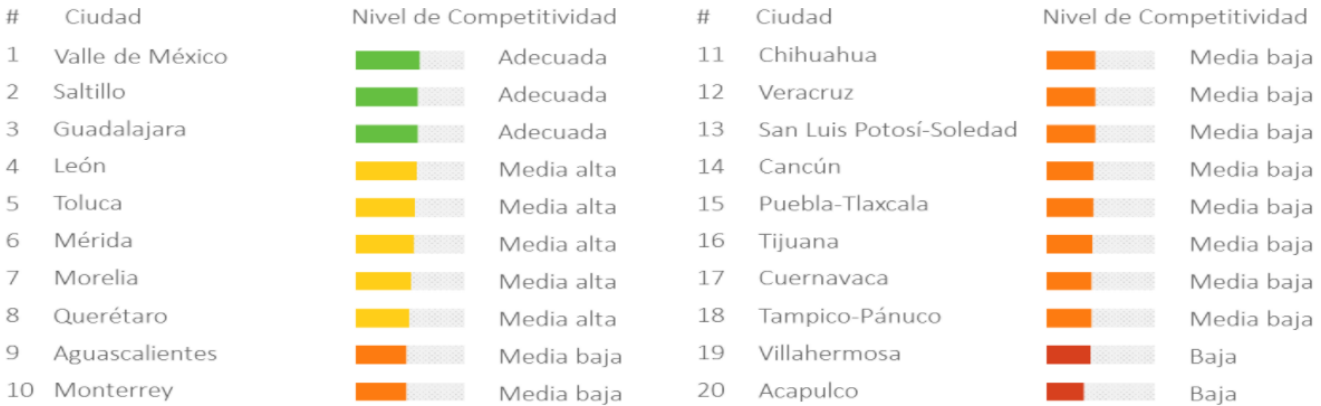 # Ciudad Nivel de Competitividad
1 Valle de México Adecuada
2 Saltillo Adecuada
3 Guadalajara Adecuada
4 León Media alta
5 Toluca Media alta
6 Mérida Media alta
7 Morelia Media alta
8 Querétaro Media alta
9 Aguascalientes Media baja
10 Monterrey Media baja
# Ciudad Nivel de Competitividad
11 Chihuahua Media baja
12 Veracruz Media baja
13 San Luis Potosí-Soledad Media baja
14 Cancún Media baja
15 Puebla-Tlaxcala Media baja
16 Tijuana Media baja
17 Cuernavaca Media baja
18 Tampico-Pánuco Media baja
19 Villahermosa Baja
20 Acapulco Baja